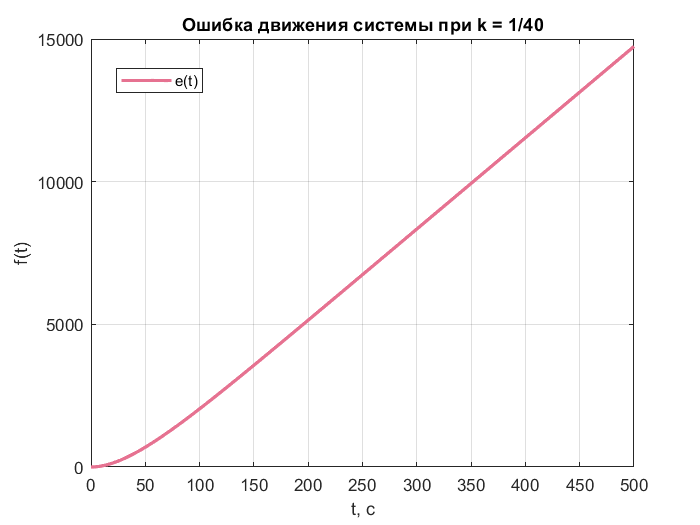 Ошибка движения системы при k = 1/40
15000
e(t)
10000
f(t)
5000
0
0 50 100 150 200 250 300 350 400 450 500
t, с